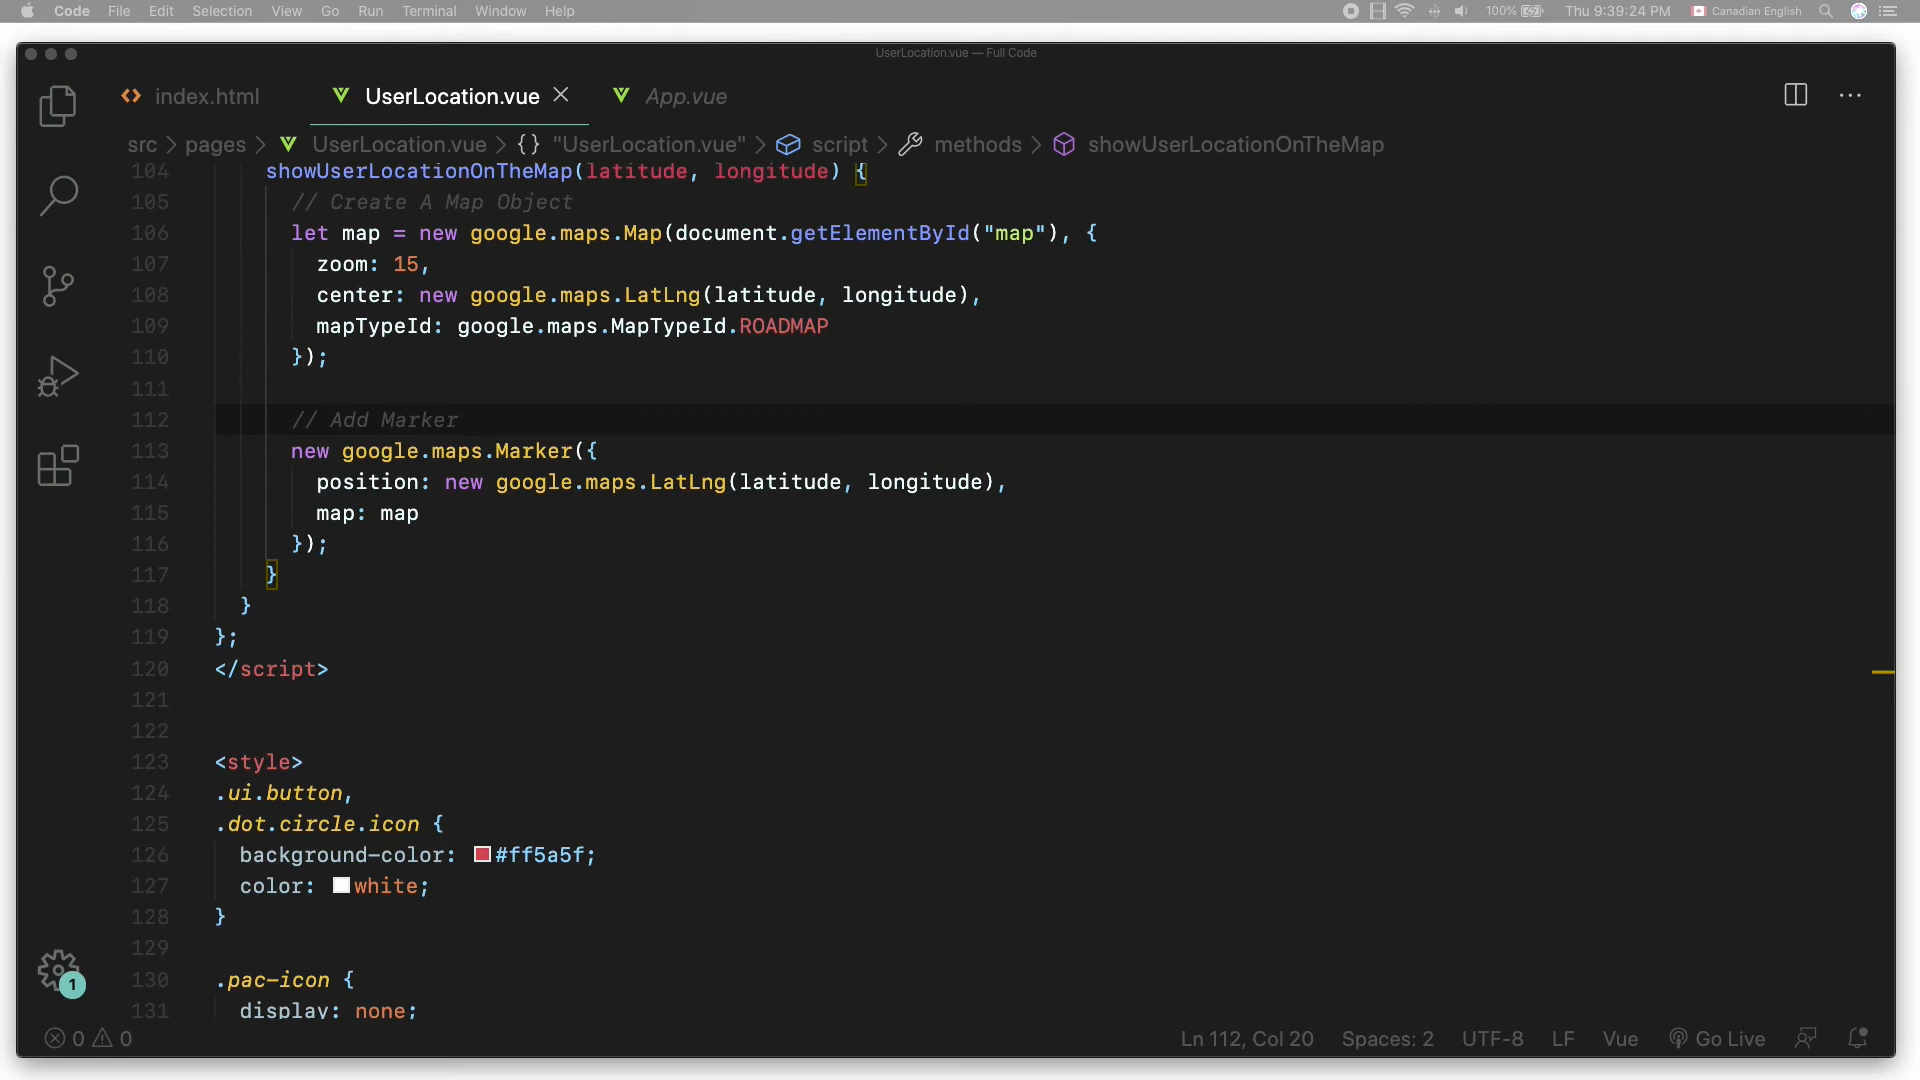 Code File Edit Selection View Go Run Terminal Window Help 100% Thu 9:39:24 PM Canadian English
UserLocation.vue — Full Code
index.html UserLocation.vue App.vue
src > pages > UserLocation.vue > {} "UserLocation.vue" > script > methods > showUserLocationOnTheMap
104 showUserLocationOnTheMap(latitude, longitude) {
105 // Create A Map Object
106 let map = new google.maps.Map(document.getElementById("map"), {
107 zoom: 15,
108 center: new google.maps.LatLng(latitude, longitude),
109 mapTypeId: google.maps.MapTypeId.ROADMAP
110 });
111
112 // Add Marker
113 new google.maps.Marker({
114 position: new google.maps.LatLng(latitude, longitude),
115 map: map
116 });
117 }
118 }
119 };
120 </script>
121
122
123 <style>
124 .ui.button,
125 .dot.circle.icon {
126 background-color: #ff5a5f;
127 color: white;
128 }
129
130 .pac-icon {
131 display: none;
1
0 0 Ln 112, Col 20 Spaces: 2 UTF-8 LF Vue Go Live